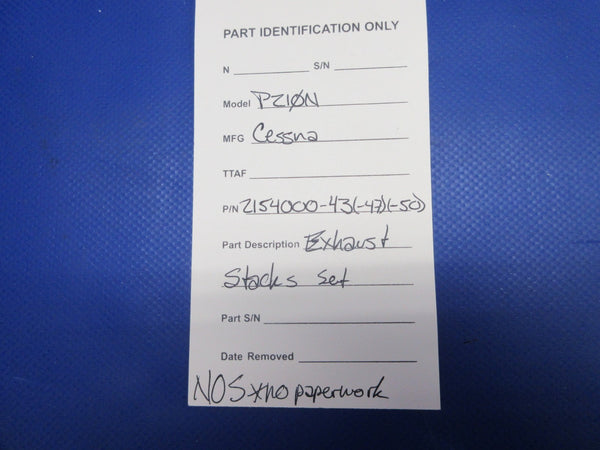 PART IDENTIFICATION ONLY
N S/N
Model P210N
MFG Cessna
TTAF
P/N 2154000-43(-47)(-50)
Part Description Exhaust
Stacks set
Part S/N
Date Removed
NOS *no paperwork